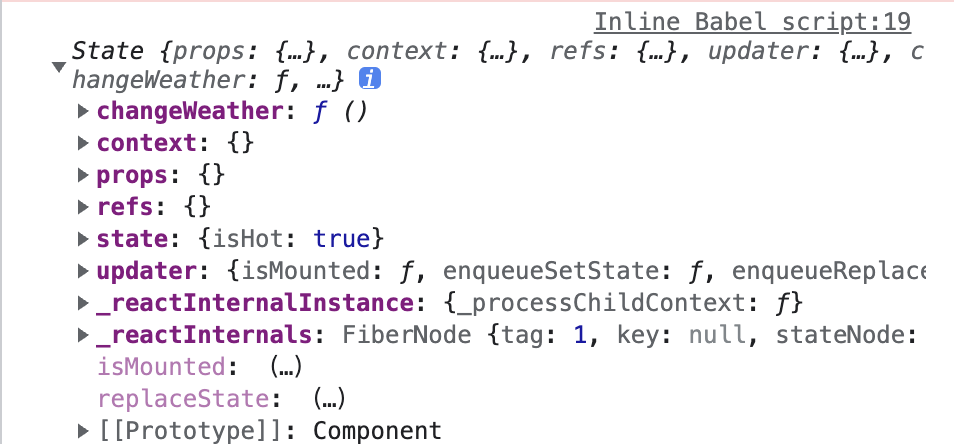 Inline Babel script:19
State {props: {…}, context: {…}, refs: {…}, updater: {…}, c
hangeWeather: ƒ, …} i
changeWeather: ƒ ()
context: {}
props: {}
refs: {}
state: {isHot: true}
updater: {isMounted: ƒ, enqueueSetState: ƒ, enqueueReplace
_reactInternalInstance: {_processChildContext: ƒ}
_reactInternals: FiberNode {tag: 1, key: null, stateNode:
isMounted: (…)
replaceState: (…)
[[Prototype]]: Component